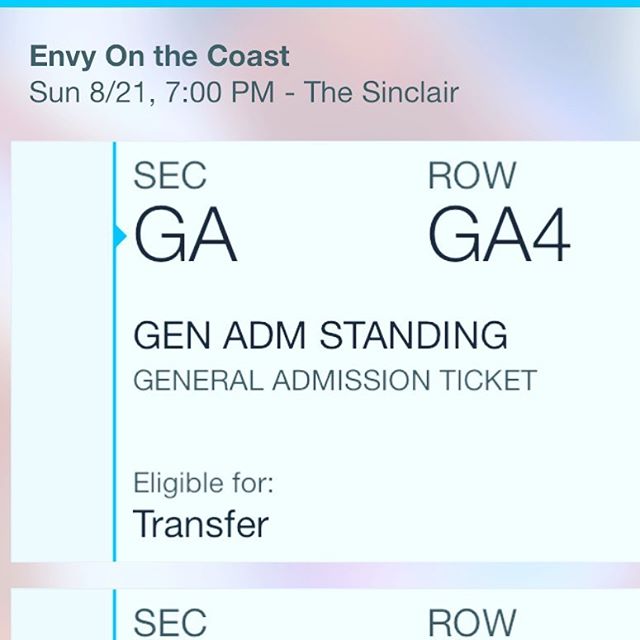 Envy On the Coast
Sun 8/21, 7:00 PM - The Sinclair
SEC ROW
GA GA4
GEN ADM STANDING
GENERAL ADMISSION TICKET
Eligible for:
Transfer
SEC ROW